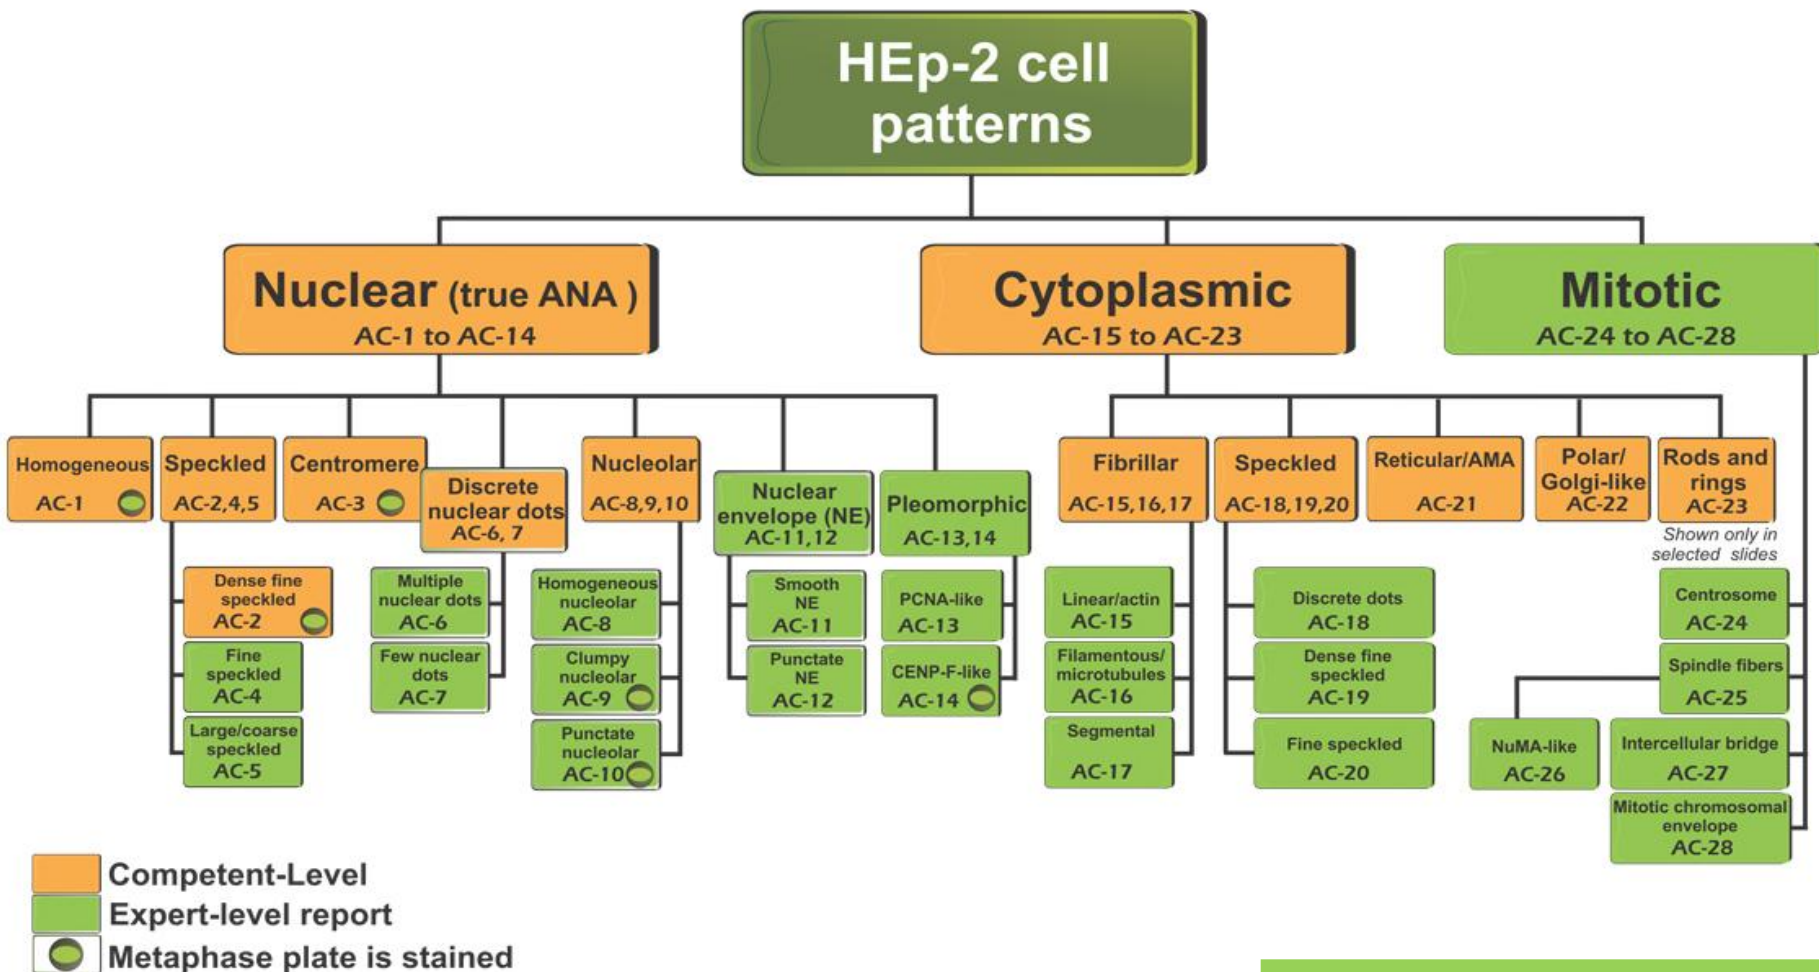 HEp-2 cell
patterns
Nuclear (true ANA )
AC-1 to AC-14
Cytoplasmic
AC-15 to AC-23
Mitotic
AC-24 to AC-28
Homogeneous
AC-1
Speckled
AC-2,4,5
Centromere
AC-3
Discrete
nuclear dots
AC-6, 7
Nucleolar
AC-8,9,10
Nuclear
envelope (NE)
AC-11,12
Pleomorphic
AC-13,14
Fibrillar
AC-15,16,17
Speckled
AC-18,19,20
Reticular/AMA
AC-21
Polar/
Golgi-like
AC-22
Rods and
rings
AC-23
Shown only in
selected slides
Dense fine
speckled
AC-2
Fine
speckled
AC-4
Large/coarse
speckled
AC-5
Multiple
nuclear dots
AC-6
Few nuclear
dots
AC-7
Homogeneous
nucleolar
AC-8
Clumpy
nucleolar
AC-9
Punctate
nucleolar
AC-10
Smooth
NE
AC-11
Punctate
NE
AC-12
PCNA-like
AC-13
CENP-F-like
AC-14
Linear/actin
AC-15
Filamentous/
microtubules
AC-16
Segmental
AC-17
Discrete dots
AC-18
Dense fine
speckled
AC-19
Fine speckled
AC-20
Centrosome
AC-24
Spindle fibers
AC-25
NuMA-like
AC-26
Intercellular bridge
AC-27
Mitotic chromosomal
envelope
AC-28
Competent-Level
Expert-level report
Metaphase plate is stained